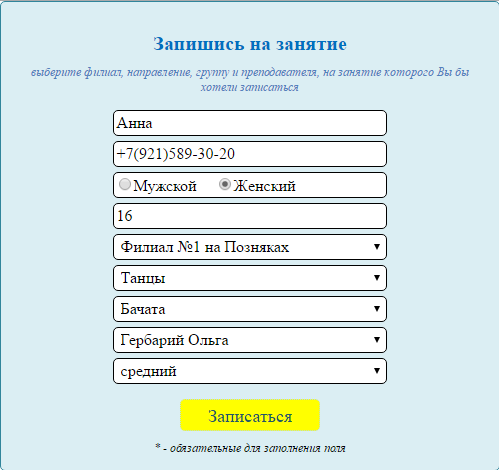 Запишись на занятие
выберите филиал, направление, группу и преподавателя, на занятие которого Вы бы
хотели записаться
Анна
+7(921)589-30-20
Мужской Женский
16
Филиал №1 на Позняках
Танцы
Бачата
Гербарий Ольга
средний
Записаться
* - обязательные для заполнения поля